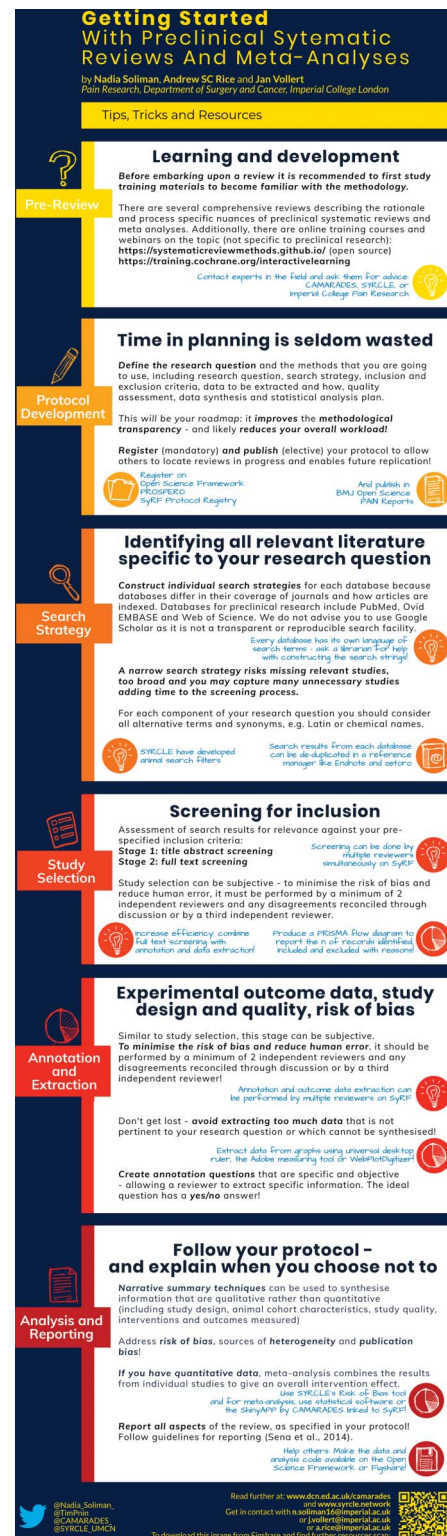 Getting Started
With Preclinical Sytematic
Reviews And Meta-Analyses
by Nadia Soliman, Andrew SC Rice and Jan Vollert
Pain Research, Department of Surgery and Cancer, Imperial College London
Tips, Tricks and Resources
Pre-Review
Learning and development
Before embarking upon a review it is recommended to first study
training materials to become familiar with the methodology.
There are several comprehensive reviews describing the rationale
and process specific nuances of preclinical systematic reviews and
meta analyses. Additionally, there are online training courses and
webinars on the topic (not specific to preclinical research):
https://systematicreviewmethods.github.io/ (open source)
https://training.cochrane.org/interactivelearning
Contact experts in the field and ask them for advice:
CAMARADES, SYRCLE, or
Imperial College Pain Research
Protocol
Development
Time in planning is seldom wasted
Define the research question and the methods that you are going
to use, including research question, search strategy, inclusion and
exclusion criteria, data to be extracted and how, quality
assessment, data synthesis and statistical analysis plan.
This will be your roadmap: it improves the methodological
transparency - and likely reduces your overall workload!
Register (mandatory) and publish (elective) your protocol to allow
others to locate reviews in progress and enables future replication!
Register on
Open Science Framework
PROSPERO
SyRF Protocol Registry
And publish in
BMJ Open Science
PAIN Reports
Search
Strategy
Identifying all relevant literature
specific to your research question
Construct individual search strategies for each database because
databases differ in their coverage of journals and how articles are
indexed. Databases for preclinical research include PubMed, Ovid
EMBASE and Web of Science. We do not advise you to use Google
Scholar as it is not a transparent or reproducible search facility.
Every database has its own langauge of
search terms - ask a librarian for help
with constructing the search strings!
A narrow search strategy risks missing relevant studies,
too broad and you may capture many unnecessary studies
adding to the screening process.
For each component of your research question you should consider
all alternative terms and synonyms, e.g. Latin or chemical names.
SYRCLE have developed
animal search filters
Search results from each database
can be de-duplicated in a reference
manager like Endnote and zetoro
Study
Selection
Screening for inclusion
Assessment of search results for relevance against your pre-
specified inclusion criteria:
Stage 1: title abstract screening
Stage 2: full text screening
Screening can be done by
multiple reviewers
simultaneously on SyRF
Study selection can be subjective - to minimise the risk of bias and
reduce human error, it must be performed by a minimum of 2
independent reviewers and any disagreements reconciled through
discussion or by a third independent reviewer.
Increase efficiency: combine
full text screening with
annotation and data extraction!
Produce a PRISMA flow diagram to
report the n of records identified,
included and excluded with reasons!
Annotation
and
Extraction
Experimental outcome data, study
design and quality, risk of bias
Similar to study selection, this stage can be subjective.
To minimise the risk of bias and reduce human error, it should be
performed by a minimum of 2 independent reviewers and any
disagreements reconciled through discussion or by a third
independent reviewer!
Annotation and outcome data extraction can
be performed by multiple reviewers on SyRF
Don't get lost - avoid extracting too much data that is not
pertinent to your research question or which cannot be synthesised!
Extract data from graphs using universal desktop
ruler, the Adobe measuring tool or WebPlotDigitizer!
Create annotation questions that are specific and objective
- allowing a reviewer to extract specific information. The ideal
question has a yes/no answer!
Analysis and
Reporting
Follow your protocol -
and explain when you choose not to
Narrative summary techniques can be used to synthesise
information that are qualitative rather than quantitative
(including study design, animal cohort characteristics, study quality,
interventions and outcomes measured)
Address risk of bias, sources of heterogeneity and publication
bias!
If you have quantitative data, meta-analysis combines the results
from individual studies to give an overall intervention effect.
Use SYRCLE's Risk of Bias tool
and for meta-analysis, use statistical software or
the ShinyAPP by CAMARADES linked to SyRF!
Report all aspects of the review, as specified in your protocol!
Follow guidelines for reporting (Sena et al., 2014).
Help others: Make the data and
analysis code available on the Open
Science Framework or Figshare!
@Nadia_Soliman_
@TimPnin
@CAMARADES_
@SYRCLE_UMCN
Read further at: www.dcn.ed.ac.uk/camarades
and www.syrcle.network
Get in contact with n.soliman16@imperial.ac.uk
or j.vollert@imperial.ac.uk
or a.rice@imperial.ac.uk
To download this image from Figshare and find further resources scan: